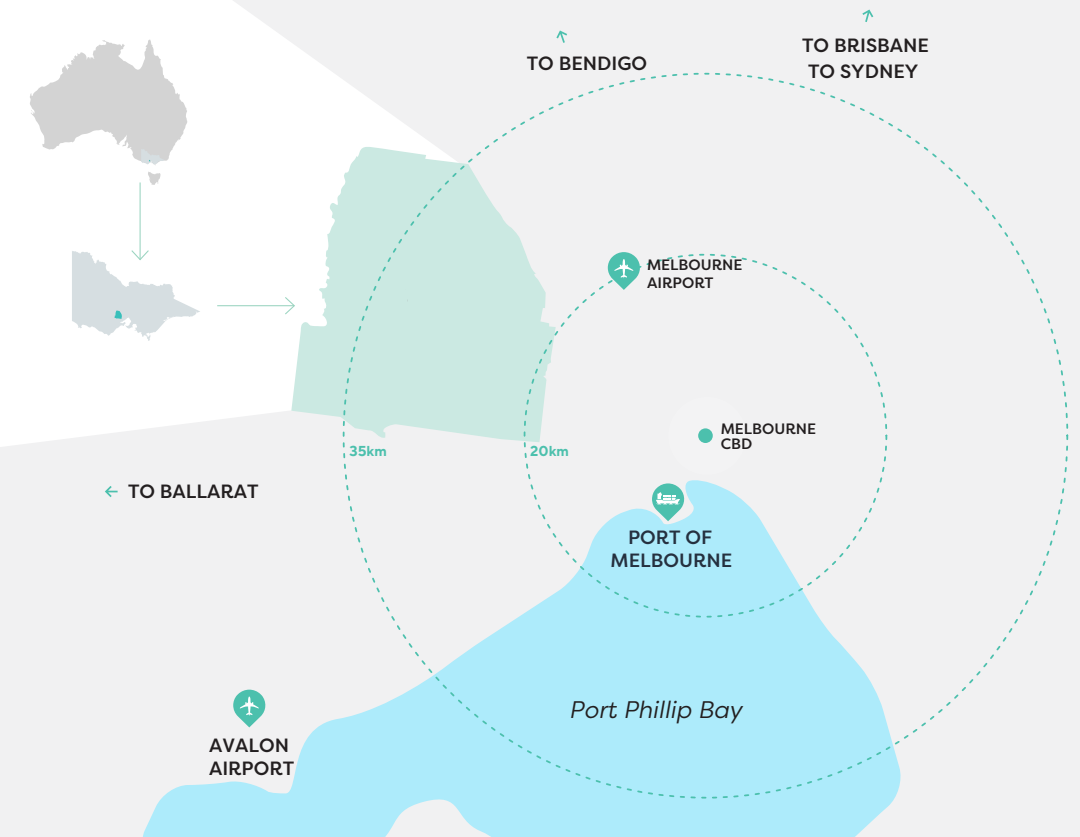 TO BENDIGO
TO BRISBANE
TO SYDNEY
MELBOURNE
AIRPORT
MELBOURNE
CBD
35km
20km
TO BALLARAT
PORT OF
MELBOURNE
Port Phillip Bay
AVALON
AIRPORT